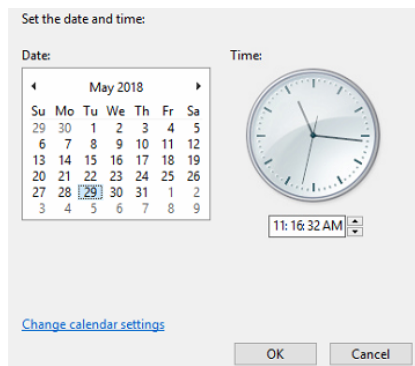 Set the date and time:
Date:
Time:
May 2018
Su Mo Tu We Th Fr Sa
29 30 1 2 3 4 5
6 7 8 9 10 11 12
13 14 15 16 17 18 19
20 21 22 23 24 25 26
27 28 29 30 31 1 2
3 4 5 6 7 8 9
11:16:32 AM
Change calendar settings
OK
Cancel